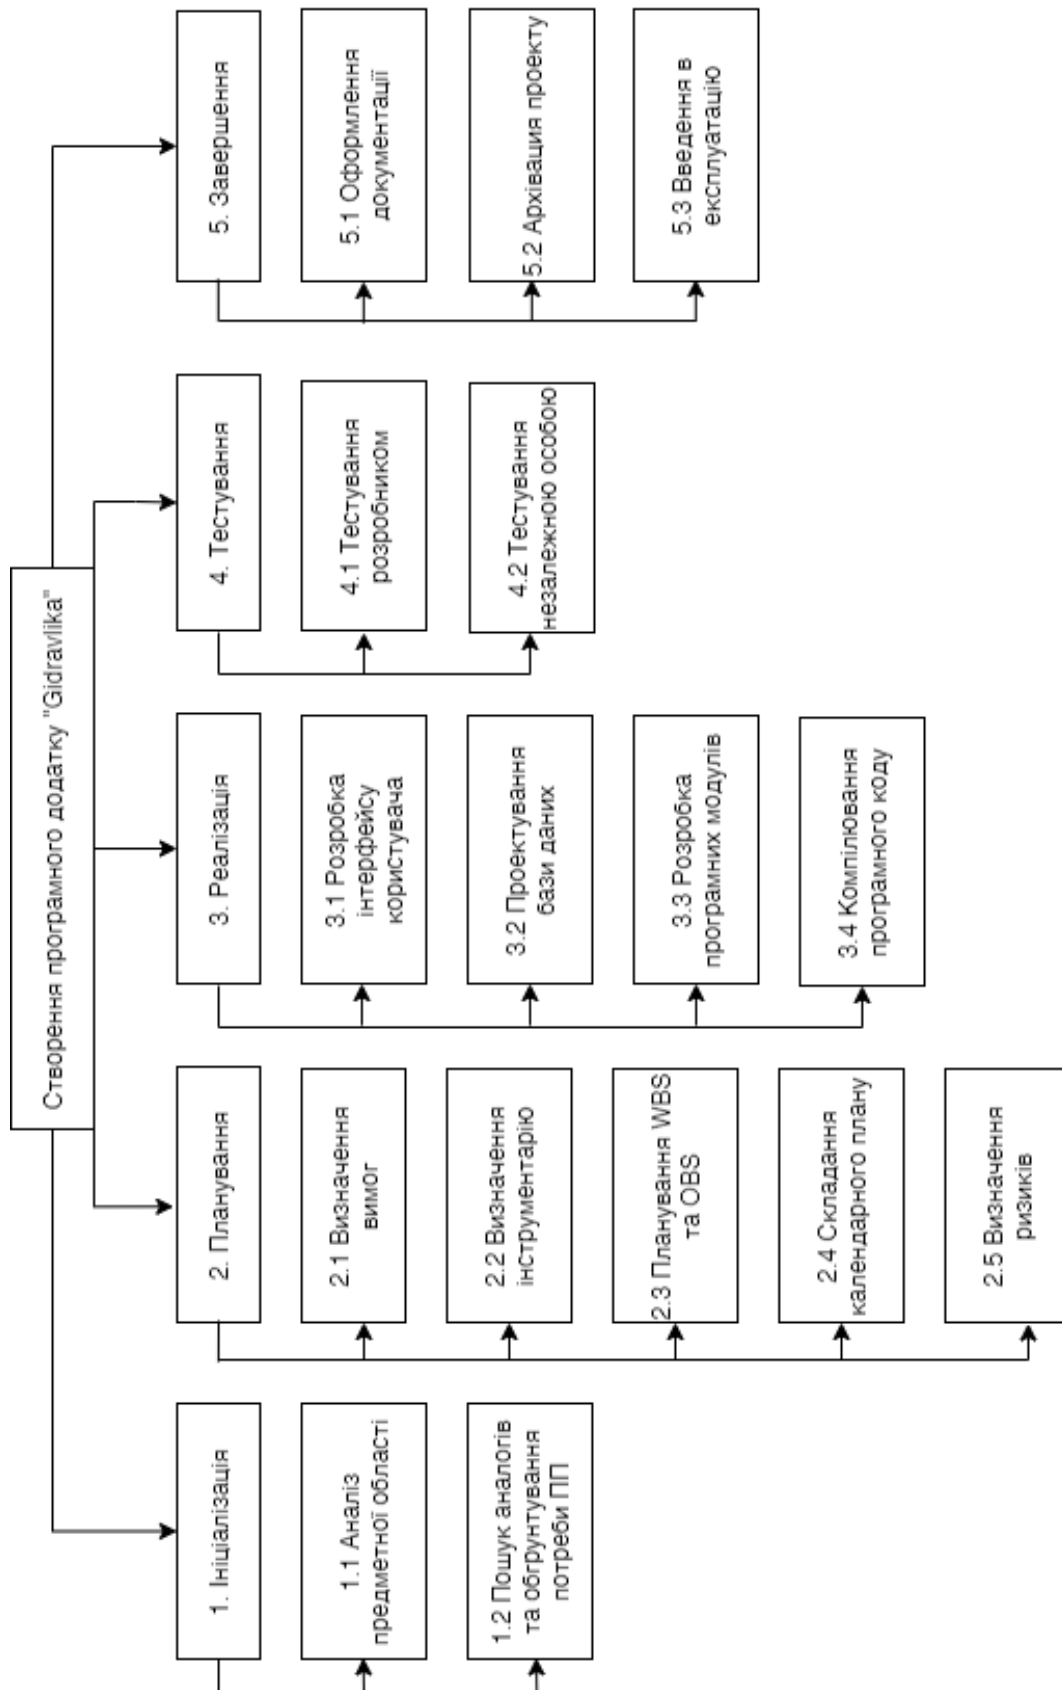 Створення програмного додатку "Gidravlika"
1. Ініціалізація
1.1 Аналіз
предметної області
1.2 Пошук аналогів
та обгрунтування
потреби ПП
2. Планування
2.1 Визначення
вимог
2.2 Визначення
інструментарію
2.3 Планування WBS
та OBS
2.4 Складання
календарного плану
2.5 Визначення
ризиків
3. Реалізація
3.1 Розробка
інтерфейсу
користувача
3.2 Проектування
бази даних
3.3 Розробка
програмних модулів
3.4 Компілювання
програмного коду
4. Тестування
4.1 Тестування
розробником
4.2 Тестування
незалежною особою
5. Завершення
5.1 Оформлення
документації
5.2 Архівация проекту
5.3 Введення в
експлуатацію